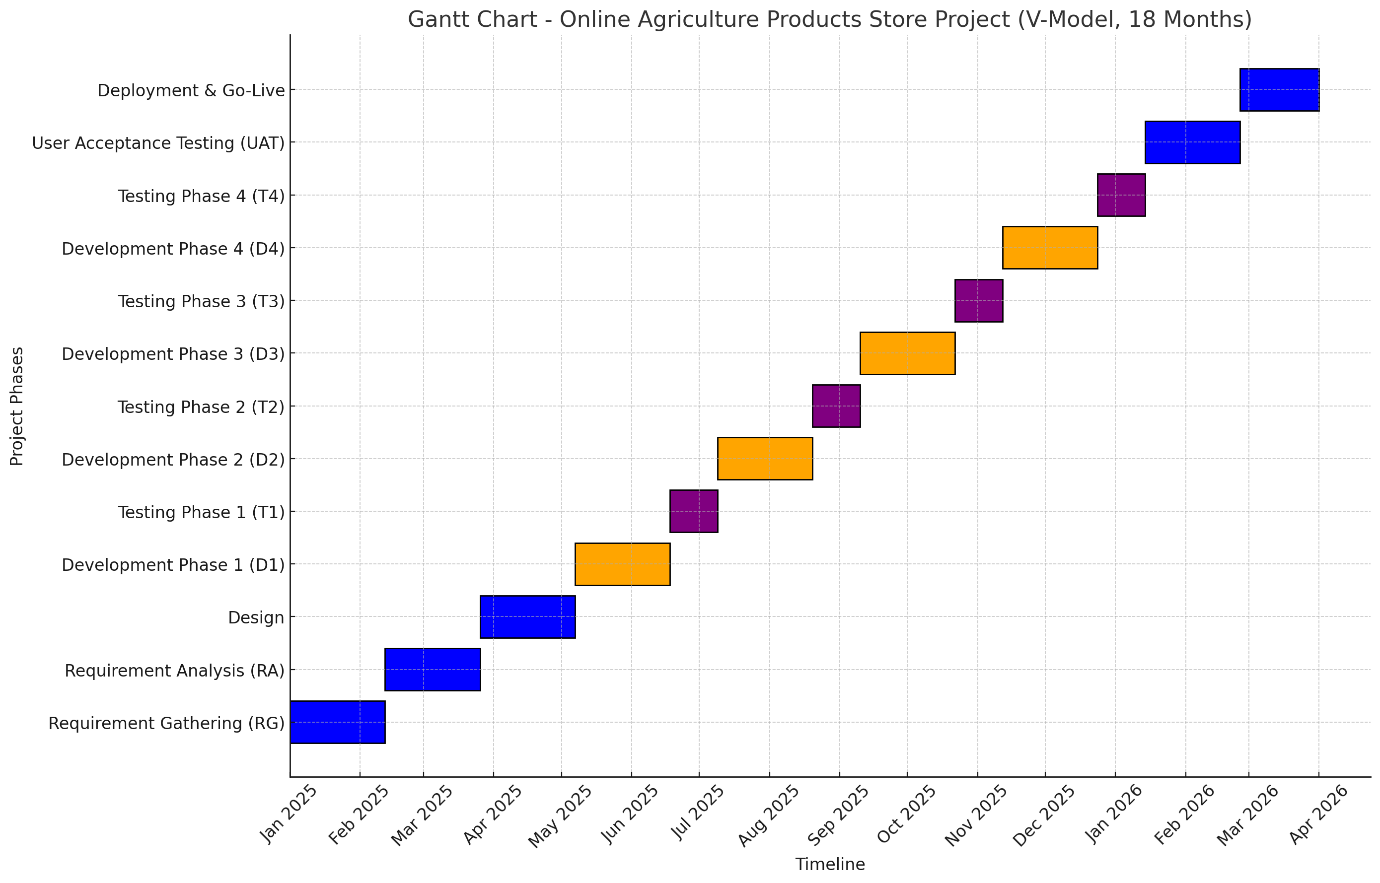 Gantt Chart - Online Agriculture Products Store Project (V-Model, 18 Months)
Project Phases
Deployment & Go-Live
User Acceptance Testing (UAT)
Testing Phase 4 (T4)
Development Phase 4 (D4)
Testing Phase 3 (T3)
Development Phase 3 (D3)
Testing Phase 2 (T2)
Development Phase 2 (D2)
Testing Phase 1 (T1)
Development Phase 1 (D1)
Design
Requirement Analysis (RA)
Requirement Gathering (RG)
Jan 2025
Feb 2025
Mar 2025
Apr 2025
May 2025
Jun 2025
Jul 2025
Aug 2025
Sep 2025
Oct 2025
Nov 2025
Dec 2025
Jan 2026
Feb 2026
Mar 2026
Apr 2026
Timeline